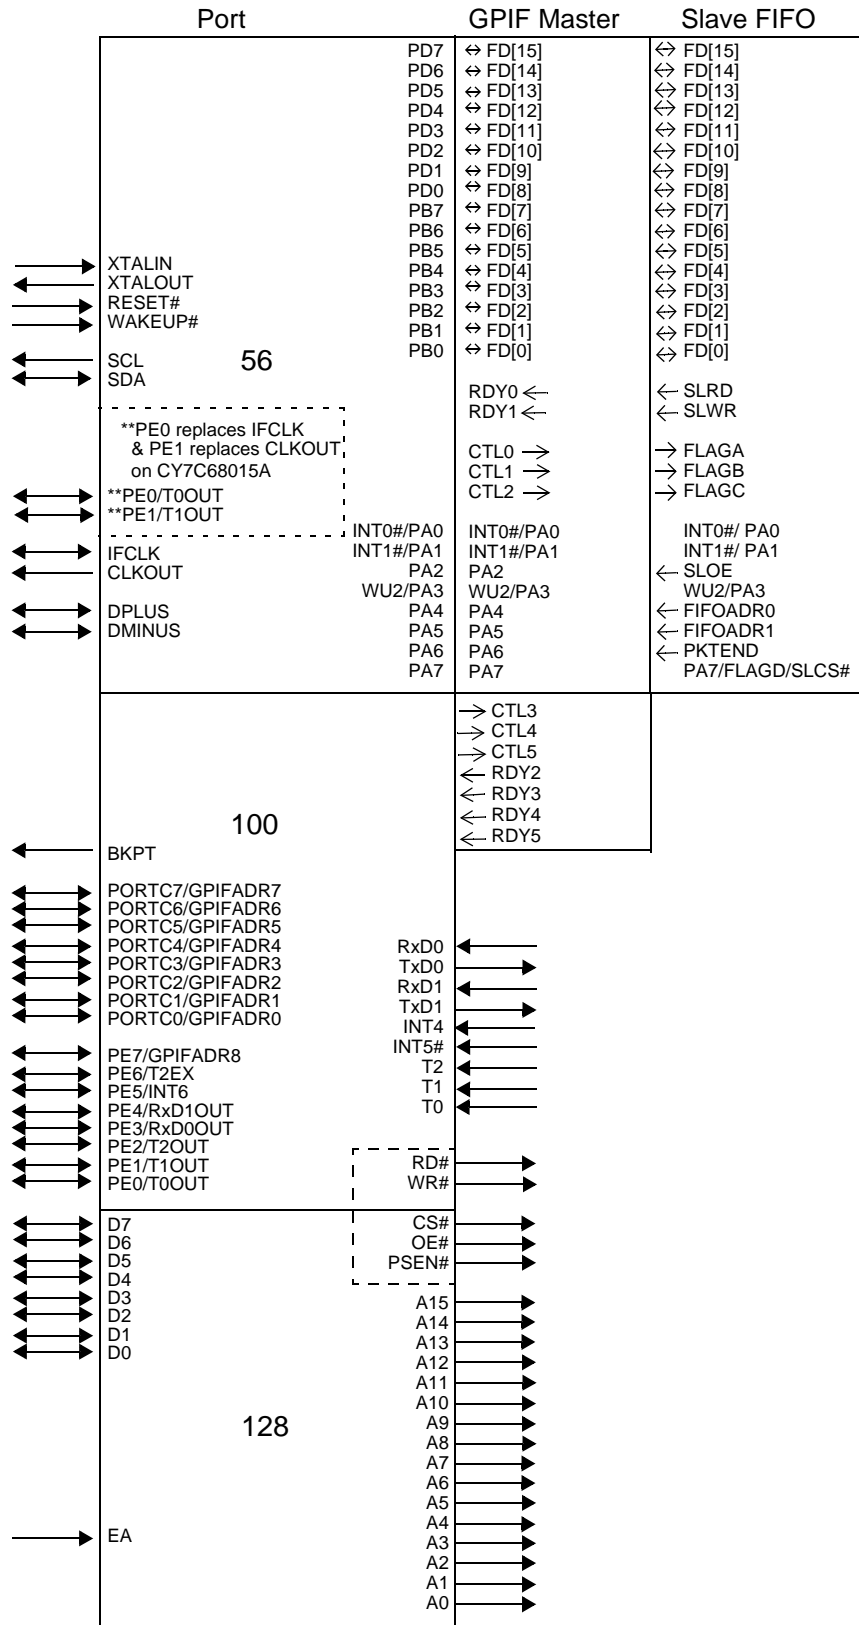 Port GPIF Master Slave FIFO
PD7 FD[15] FD[15]
PD6 FD[14] FD[14]
PD5 FD[13] FD[13]
PD4 FD[12] FD[12]
PD3 FD[11] FD[11]
PD2 FD[10] FD[10]
PD1 FD[9] FD[9]
PD0 FD[8] FD[8]
PB7 FD[7] FD[7]
PB6 FD[6] FD[6]
PB5 FD[5] FD[5]
PB4 FD[4] FD[4]
PB3 FD[3] FD[3]
PB2 FD[2] FD[2]
PB1 FD[1] FD[1]
PB0 FD[0] FD[0]
XTALIN
XTALOUT
RESET#
WAKEUP#
SCL
SDA
56
RDY0 SLRD
RDY1 SLWR
CTL0 FLAGA
CTL1 FLAGB
CTL2 FLAGC
**PE0 replaces IFCLK
& PE1 replaces CLKOUT
on CY7C68015A
**PE0/T0OUT
**PE1/T1OUT
IFCLK
CLKOUT
DPLUS
DMINUS
INT0#/PA0 INT0#/PA0 INT0#/ PA0
INT1#/PA1 INT1#/PA1 INT1#/ PA1
PA2 PA2 SLOE
WU2/PA3 WU2/PA3 WU2/PA3
PA4 PA4 FIFOADR0
PA5 PA5 FIFOADR1
PA6 PA6 PKTEND
PA7 PA7 PA7/FLAGD/SLCS#
CTL3
CTL4
CTL5
RDY2
RDY3
RDY4
RDY5
100
BKPT
PORTC7/GPIFADR7
PORTC6/GPIFADR6
PORTC5/GPIFADR5
PORTC4/GPIFADR4
PORTC3/GPIFADR3
PORTC2/GPIFADR2
PORTC1/GPIFADR1
PORTC0/GPIFADR0
PE7/GPIFADR8
PE6/T2EX
PE5/INT6
PE4/RxD1OUT
PE3/RxD0OUT
PE2/T2OUT
PE1/T1OUT
PE0/T0OUT
RxD0
TxD0
RxD1
TxD1
INT4
INT5#
T2
T1
T0
RD#
WR#
CS#
OE#
PSEN#
D7
D6
D5
D4
D3
D2
D1
D0
128
EA
A15
A14
A13
A12
A11
A10
A9
A8
A7
A6
A5
A4
A3
A2
A1
A0